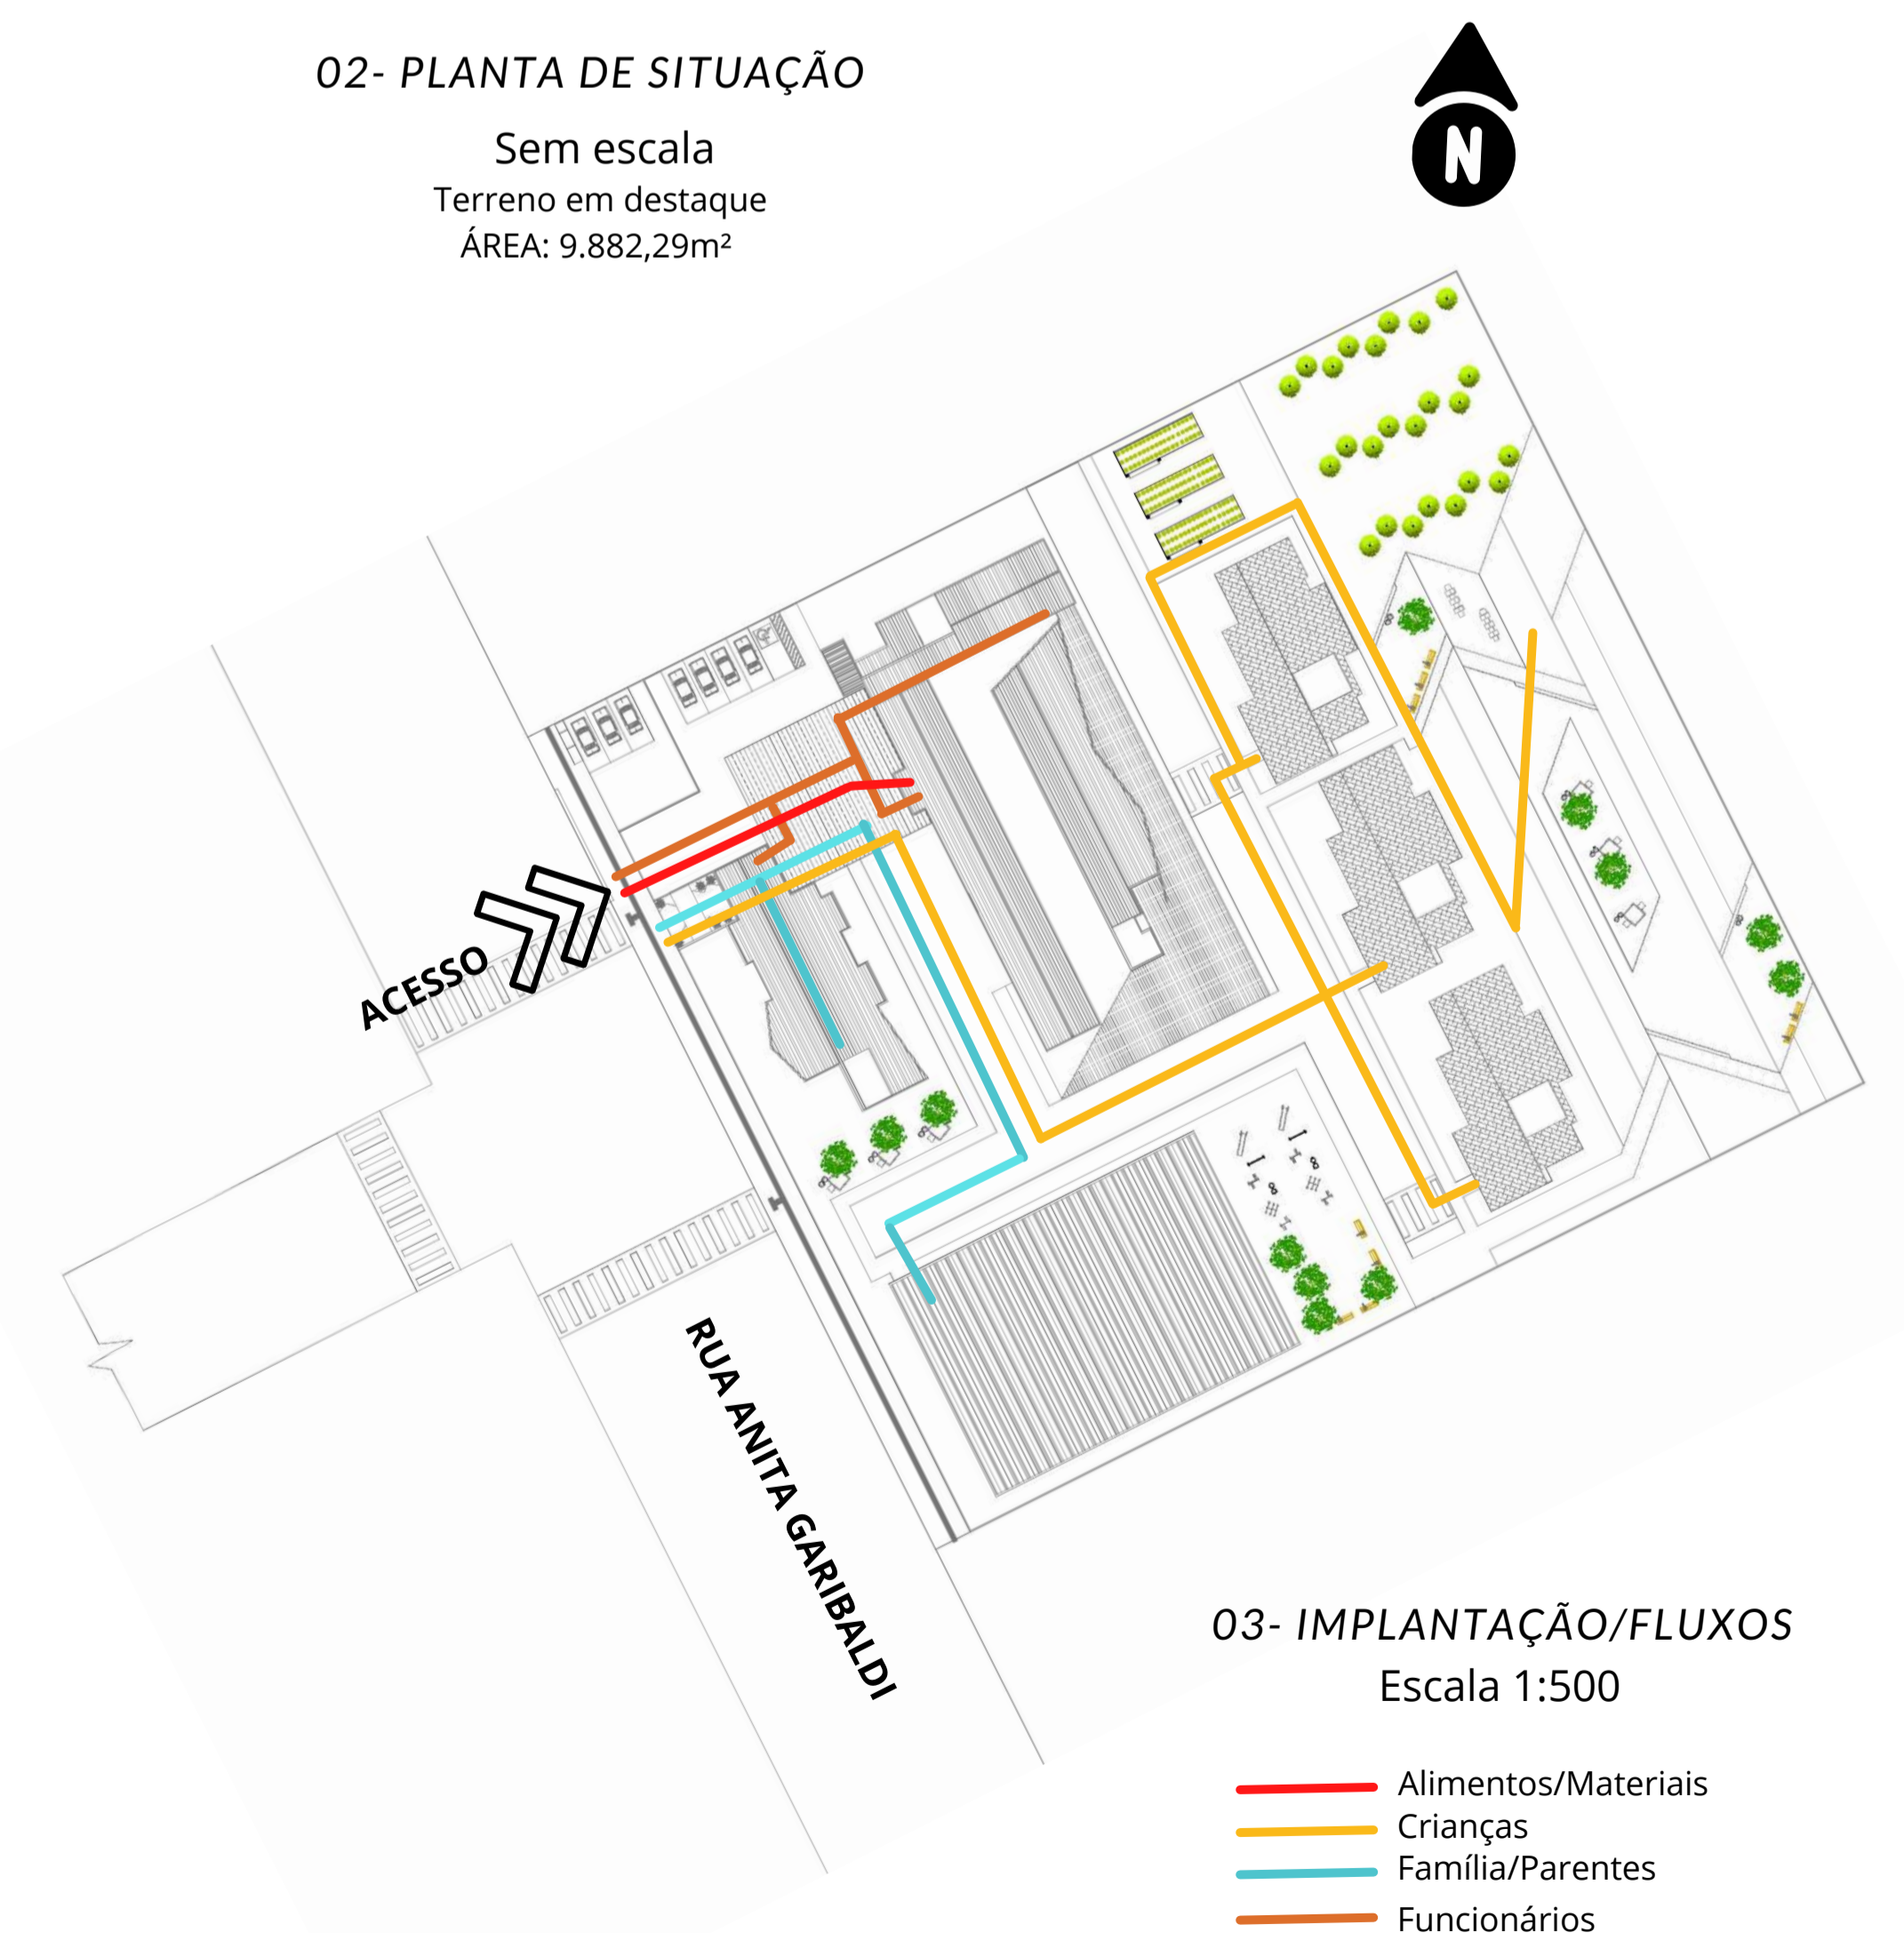 02- PLANTA DE SITUAÇÃO
Sem escala
Terreno em destaque
ÁREA: 9.882,29m²
N
ACESSO
RUA ANITA GARIBALDI
03- IMPLANTAÇÃO/FLUXOS
Escala 1:500
Alimentos/Materiais
Crianças
Família/Parentes
Funcionários